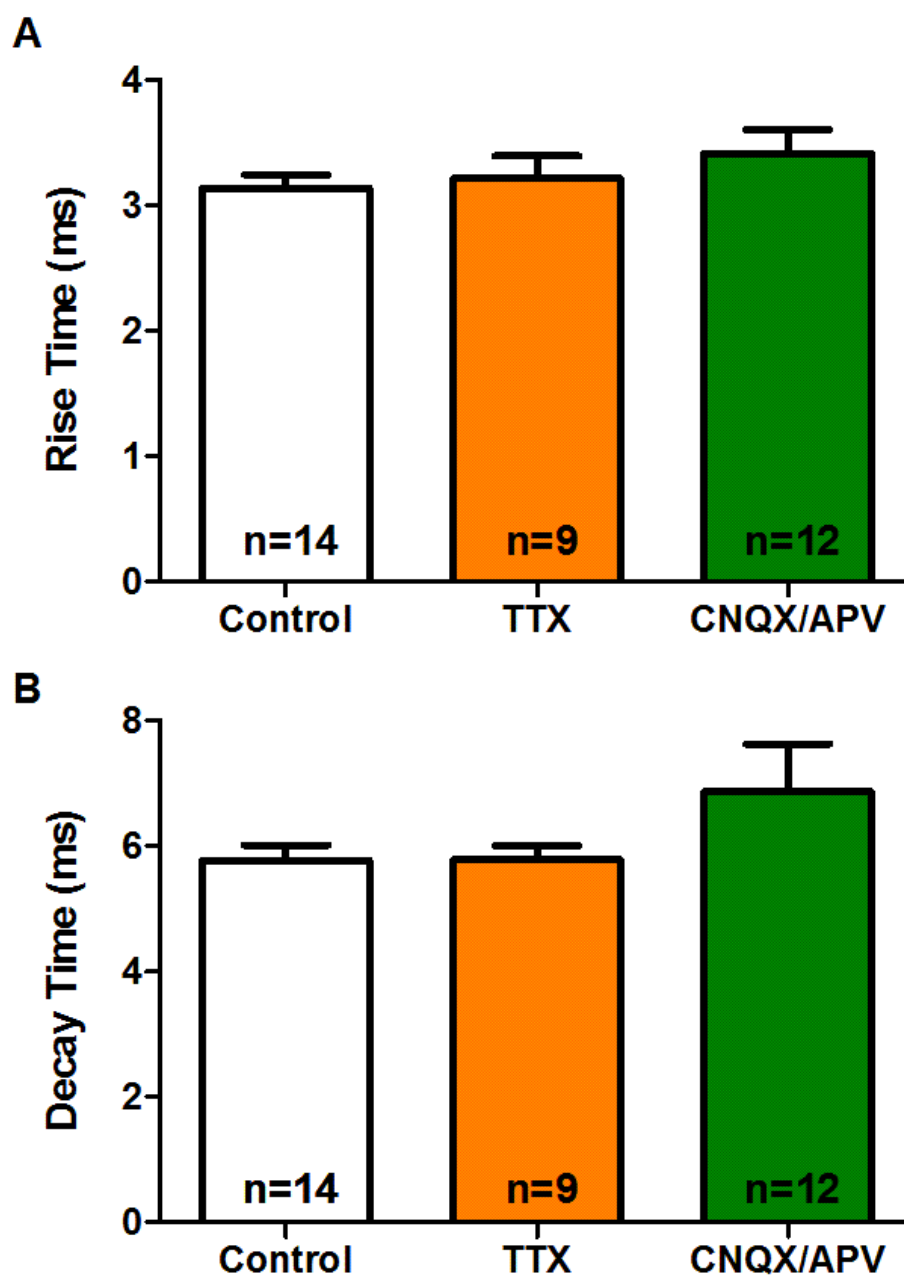 A
Rise Time (ms)
4
3
2
1
0
n=14 n=9 n=12
Control TTX CNQX/APV
B
Decay Time (ms)
8
6
4
2
0
n=14 n=9 n=12
Control TTX CNQX/APV